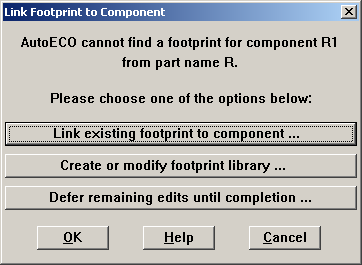 Link Footprint to Component
AutoECO cannot find a footprint for component R1
from part name R.
Please choose one of the options below:
Link existing footprint to component ...
Create or modify footprint library ...
Defer remaining edits until completion ...
OK Help Cancel